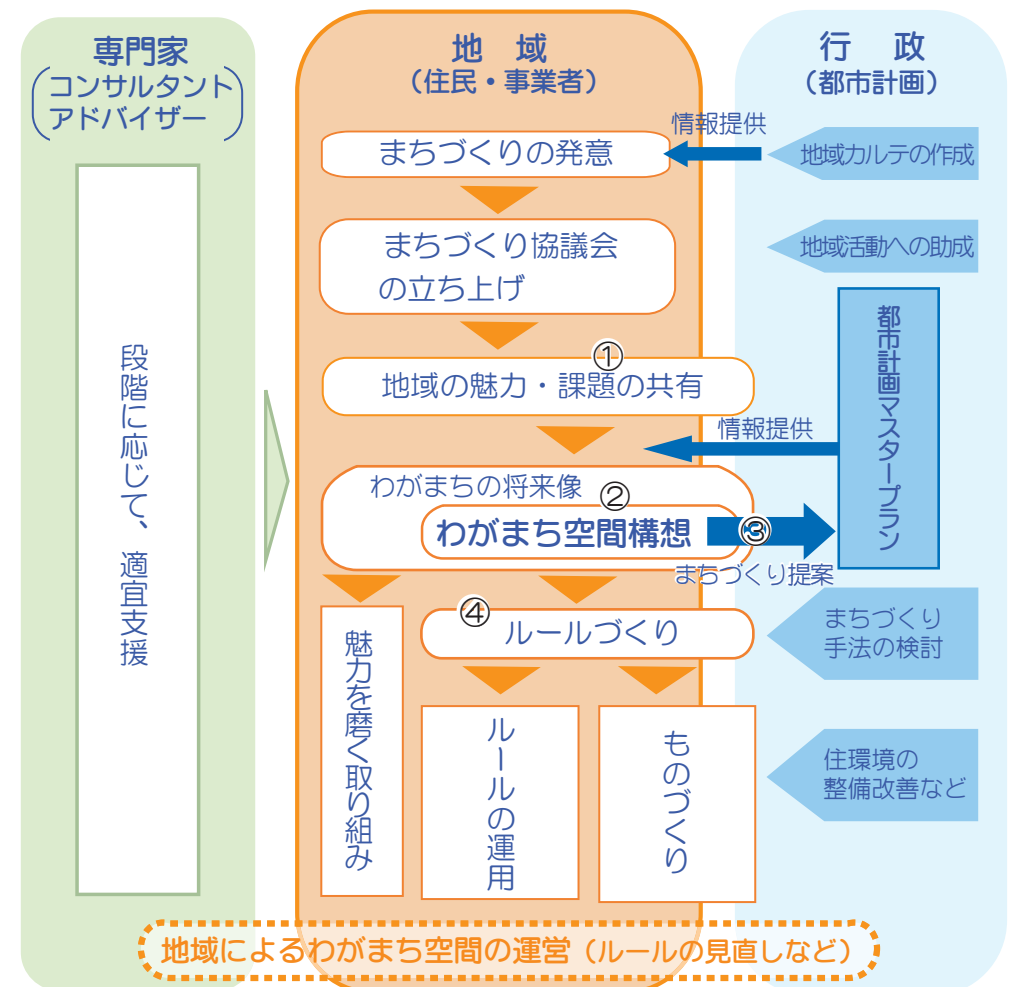 専門家
(コンサルタント
アドバイザー)
段階に応じて、適宜支援
地 域
(住民・事業者)
まちづくりの発意
まちづくり協議会
の立ち上げ
①
地域の魅力・課題の共有
わがまちの将来像
②
わがまち空間構想
③
まちづくり提案
④
ルールづくり
魅力を磨く取り組み
ルールの運用
ものづくり
行 政
(都市計画)
情報提供
地域カルテの作成
地域活動への助成
都市計画マスタープラン
情報提供
まちづくり
手法の検討
住環境の
整備改善など
地域によるわがまち空間の運営(ルールの見直しなど)